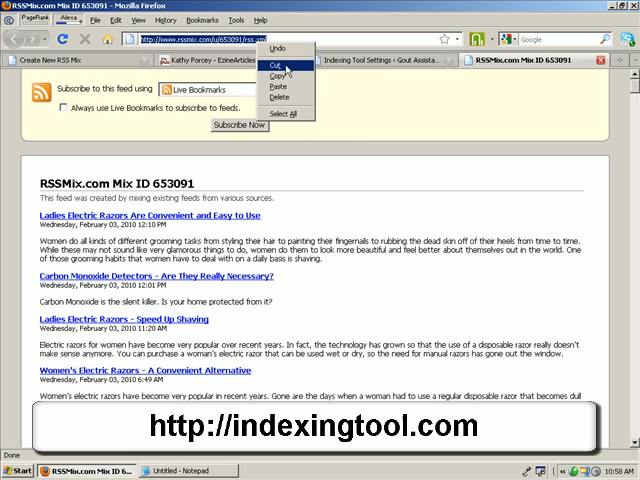 RSSMix.com Mix ID 653091 - Mozilla Firefox
PageRank Alexa File Edit View History Bookmarks Tools Help
http://www.rssmix.com/u/653091/rss.xml
Google
Create New RSS Mix
Kathy Forcey - EzineArticles
Indexing Tool Settings ‹ Gout Assista...
RSSMix.com Mix ID 653091
Undo
Cut
Copy
Paste
Delete
Select All
Subscribe to this feed using Live Bookmarks
Always use Live Bookmarks to subscribe to feeds.
Subscribe Now
RSSMix.com Mix ID 653091
This feed was created by mixing existing feeds from various sources.
Ladies Electric Razors Are Convenient and Easy to Use
Wednesday, February 03, 2010 12:10 PM
Women do all kinds of different grooming tasks from styling their hair to painting their fingernails to rubbing the dead skin off of their heels from time to time.
While these may not sound like very glamorous things to do, women do them to look more beautiful and feel better about themselves out in the world. One
of those grooming habits that women have to deal with on a daily basis is shaving.
Carbon Monoxide Detectors - Are They Really Necessary?
Wednesday, February 03, 2010 12:01 PM
Carbon Monoxide is the silent killer. Is your home protected from it?
Ladies Electric Razors - Speed Up Shaving
Wednesday, February 03, 2010 11:20 AM
Electric razors for women have become very popular over recent years. In fact, the technology has grown so that the use of a disposable razor really doesn't
make sense anymore. You can purchase a woman's electric razor that can be used wet or dry, so the need for manual razors has gone out the window.
Women's Electric Razors - A Convenient Alternative
Wednesday, February 03, 2010 6:49 AM
Women's electric razors have become very popular in recent years. Gone are the days when a woman had to use a regular disposable razor that often becomes dull
http://indexingtool.com
Done
Start
RSSMix.com Mix ID 6...
Untitled - Notepad
10:58 AM